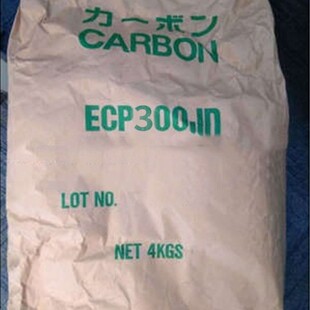 カーボン
CARBON
ECP300JD
LOT NO.
NET 4KGS